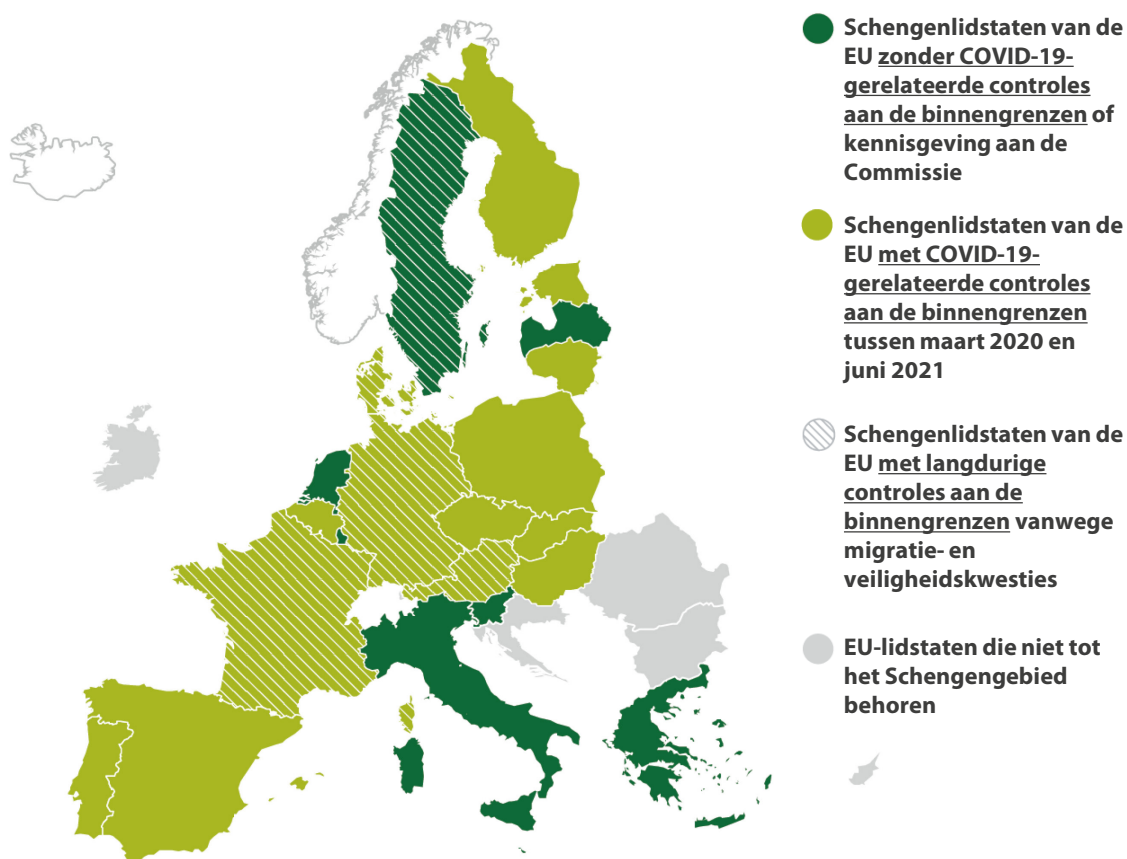 Schengenlidstaten van de
EU zonder COVID-19-
gerelateerde controles
aan de binnengrenzen of
kennisgeving aan de
Commissie
Schengenlidstaten van de
EU met COVID-19-
gerelateerde controles
aan de binnengrenzen
tussen maart 2020 en
juni 2021
Schengenlidstaten van de
EU met langdurige
controles aan de
binnengrenzen vanwege
migratie- en
veiligheidskwesties
EU-lidstaten die niet tot
het Schengengebied
behoren